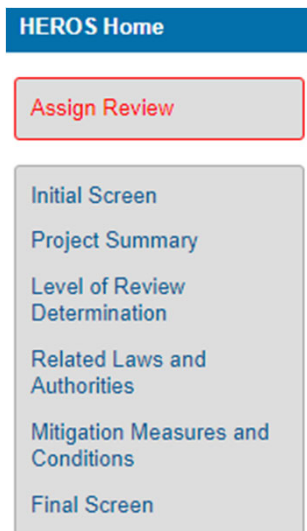 HEROS Home
Assign Review
Initial Screen
Project Summary
Level of Review
Determination
Related Laws and
Authorities
Mitigation Measures and
Conditions
Final Screen